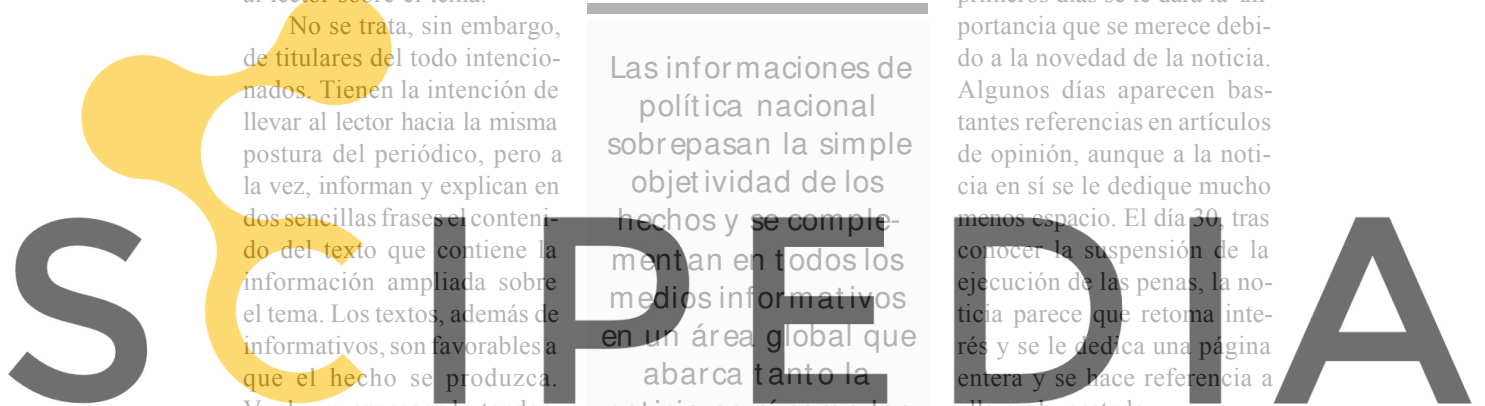 No se trata, sin embargo,
de titulares del todo intencio-
nados. Tienen la intención de
llevar al lector hacia la misma
postura del periódico, pero a
la vez, informan y explican en
dos sencillas frases el conteni-
do del texto que contiene la
información ampliada sobre
el tema. Los textos, además de
informativos, son favorables a
que el hecho se produzca.
Las informaciones de
política nacional
sobrepasan la simple
objetividad de los
hechos y se comple-
mentan en todos los
medios informativos
en un área global que
abarca tanto la
portancia que se merece debi-
do a la novedad de la noticia.
Algunos días aparecen bas-
tantes referencias en artículos
de opinión, aunque a la noti-
cia en sí se le dedique mucho
menos espacio. El día 30, tras
conocer la suspensión de la
ejecución de las penas, la no-
ticia parece que retoma inte-
rés y se le dedica una página
entera y se hace referencia a
SCIPEDIA